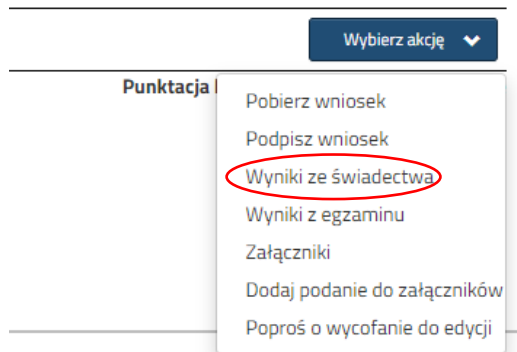 Wybierz akcję
Punktacja
Pobierz wniosek
Podpisz wniosek
Wyniki ze świadectwa
Wyniki z egzaminu
Załączniki
Dodaj podanie do załączników
Poproś o wycofanie do edycji